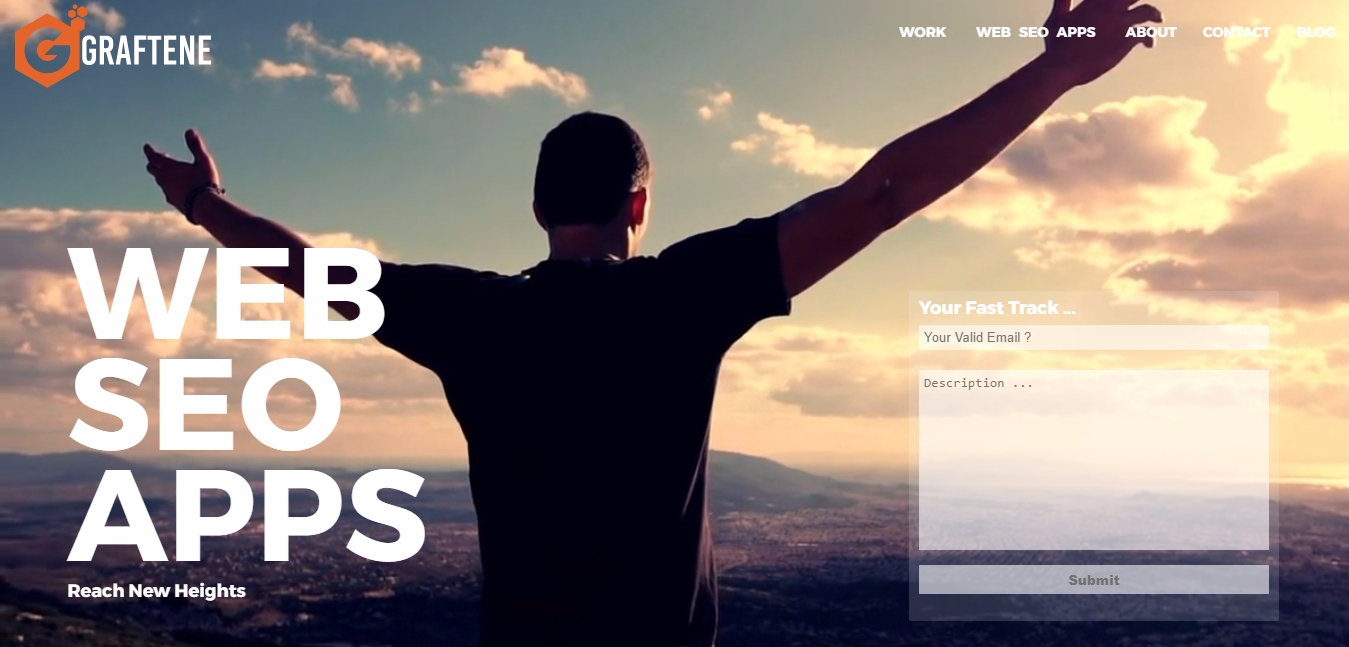 GRAFTENE
WORK WEB SEO APPS ABOUT CONTACT BLOG
WEB
SEO
APPS
Reach New Heights
Your Fast Track ...
Your Valid Email ?
Description ...
Submit